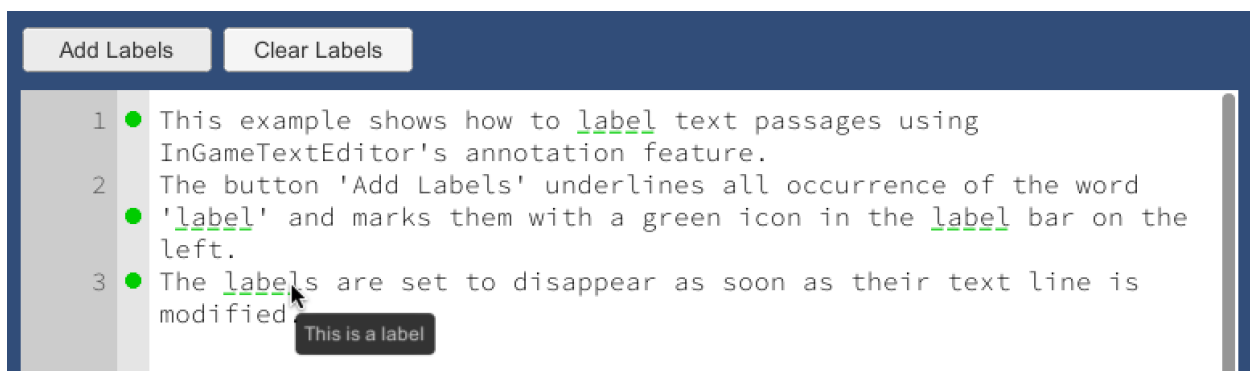 Add Labels Clear Labels
1 This example shows how to label text passages using
InGameTextEditor's annotation feature.
2 The button 'Add Labels' underlines all occurrence of the word
'label' and marks them with a green icon in the label bar on the
left.
3 The labels are set to disappear as soon as their text line is
modified.
This is a label